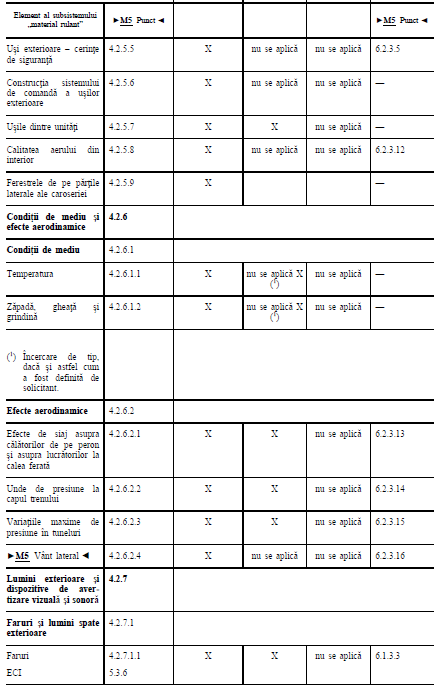 Element al subsistemului „material rulant” ►M5 Punct ◄ ►M5 Punct ◄
Uși exterioare – cerințe 4.2.5.5 X nu se aplică nu se aplică 6.2.3.5
de siguranță
Construcția sistemului 4.2.5.6 X nu se aplică nu se aplică —
de comandă a ușilor
exterioare
Ușile dintre unități 4.2.5.7 X X nu se aplică —
Calitatea aerului din 4.2.5.8 X nu se aplică nu se aplică 6.2.3.12
interior
Ferestrele de pe părțile 4.2.5.9 X —
laterale ale caroseriei
Condiții de mediu și 4.2.6
efecte aerodinamice
Condiții de mediu 4.2.6.1
Temperatura 4.2.6.1.1 X nu se aplică X nu se aplică —
(¹)
Zăpadă, gheață și 4.2.6.1.2 X nu se aplică X nu se aplică —
grindină (¹)
(¹) Încercare de tip,
dacă și astfel cum
a fost definită de
solicitant.
Efecte aerodinamice 4.2.6.2
Efecte de siaj asupra 4.2.6.2.1 X X nu se aplică 6.2.3.13
călătorilor de pe peron
și asupra lucrătorilor la
calea ferată
Unde de presiune la 4.2.6.2.2 X X nu se aplică 6.2.3.14
capul trenului
Variațiile maxime de 4.2.6.2.3 X X nu se aplică 6.2.3.15
presiune în tuneluri
►M5 Vânt lateral ◄ 4.2.6.2.4 X nu se aplică nu se aplică 6.2.3.16
Lumini exterioare și 4.2.7
dispozitive de aver-
tizare vizuală și sonoră
Faruri și lumini spate 4.2.7.1
exterioare
Faruri 4.2.7.1.1 X X nu se aplică 6.1.3.3
ECI 5.3.6